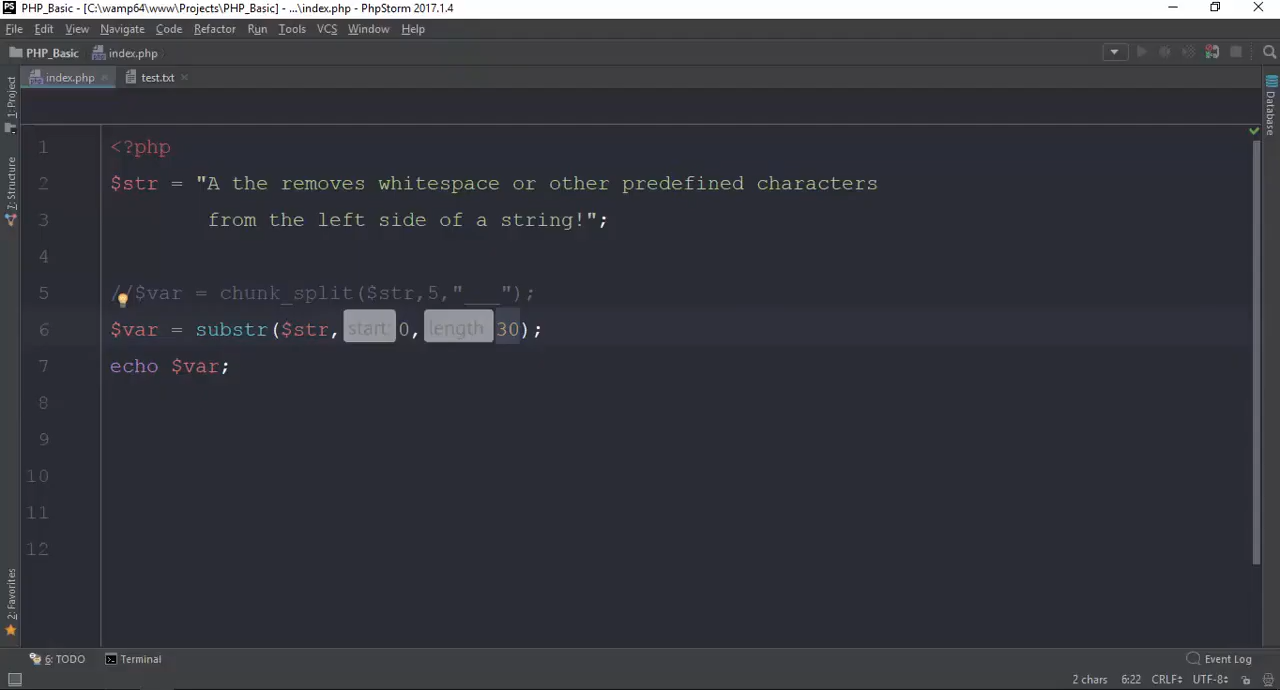 PS PHP_Basic - [C:\wamp64\www\Projects\PHP_Basic] - ...\index.php - PhpStorm 2017.1.4
File Edit View Navigate Code Refactor Run Tools VCS Window Help
PHP_Basic index.php
index.php test.txt
1: Project
7: Structure
2: Favorites
Database
1 <?php
2 $str = "A the removes whitespace or other predefined characters
3 from the left side of a string!";
4
5 //$var = chunk_split($str,5,"___");
6 $var = substr($str, start: 0, length: 30);
7 echo $var;
8
9
10
11
12
6: TODO Terminal Event Log
2 chars 6:22 CRLF UTF-8